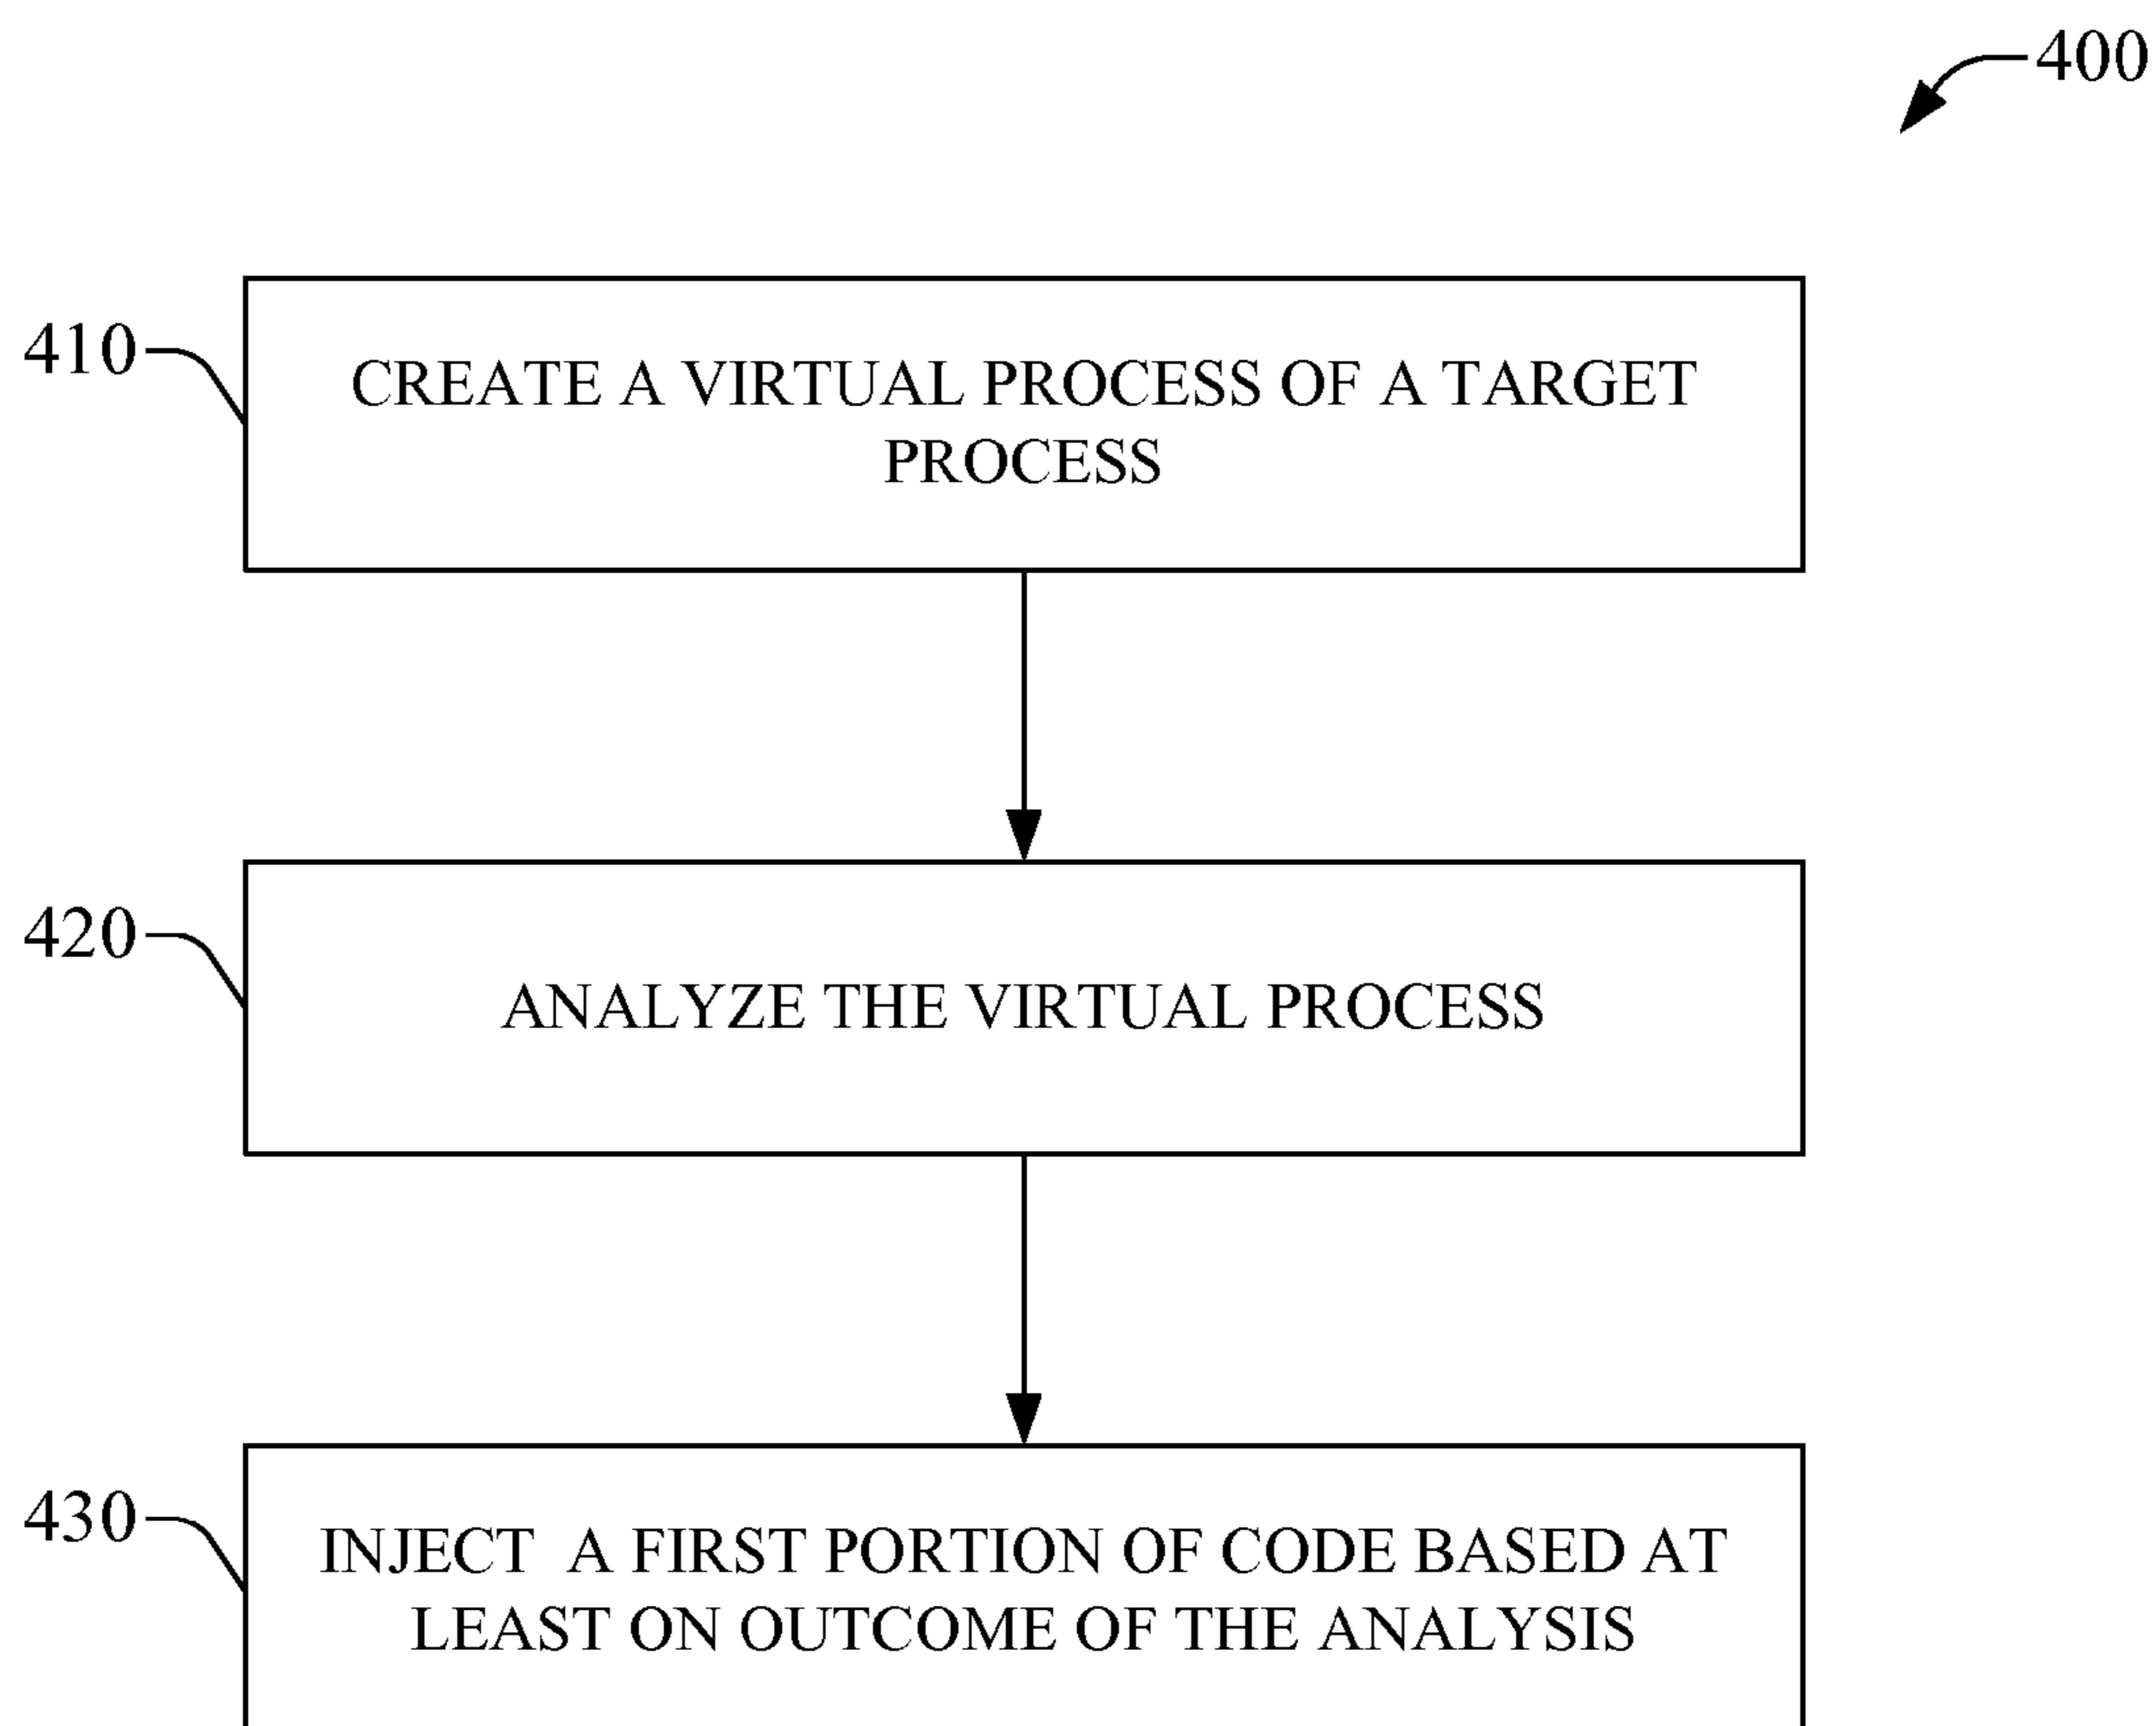 400
410
CREATE A VIRTUAL PROCESS OF A TARGET
PROCESS
420
ANALYZE THE VIRTUAL PROCESS
430
INJECT A FIRST PORTION OF CODE BASED AT
LEAST ON OUTCOME OF THE ANALYSIS